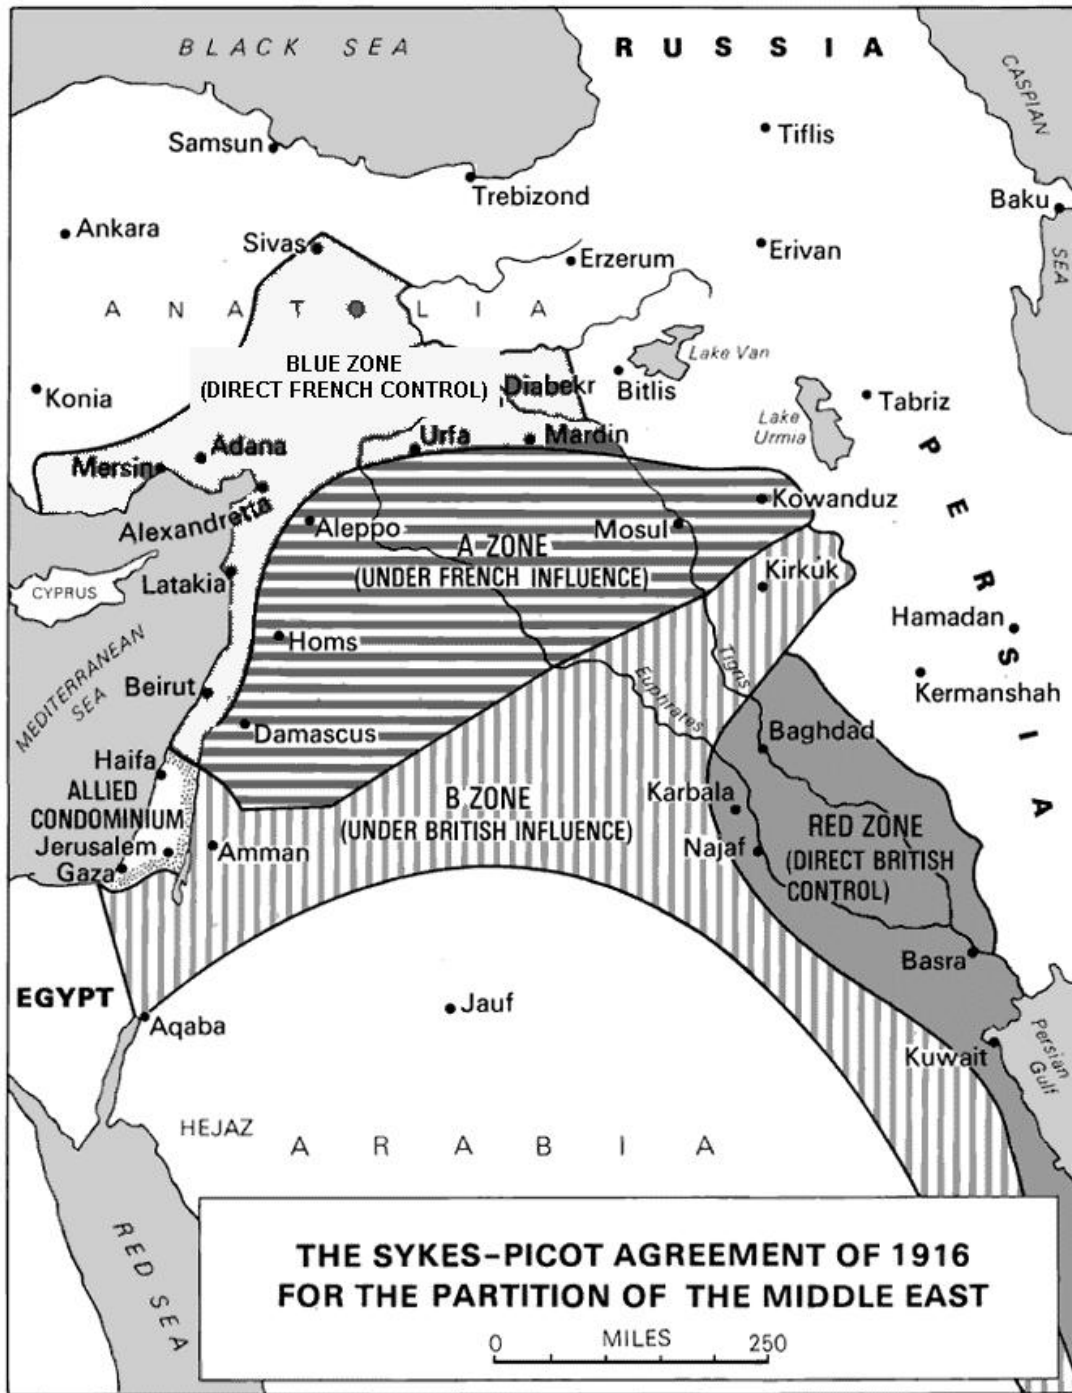 BLACK SEA
RUSSIA
CASPIAN
SEA
Samsun
Tiflis
Trebizond
Baku
Ankara
Sivas
Erzerum
Erivan
ANATOLIA
Lake Van
BLUE ZONE
(DIRECT FRENCH CONTROL)
Diabekr
Bitlis
Konia
Tabriz
Lake
Urmia
PERSIA
Adana
Urfa
Mardin
Mersin
Kowanduz
Alexandretta
Aleppo
Mosul
A ZONE
(UNDER FRENCH INFLUENCE)
Kirkuk
CYPRUS
Latakia
Hamadan
Homs
MEDITERRANEAN
SEA
Tigris
Euphrates
Beirut
Kermanshah
Damascus
Baghdad
Haifa
ALLIED
CONDOMINIUM
B ZONE
(UNDER BRITISH INFLUENCE)
Karbala
RED ZONE
(DIRECT BRITISH
CONTROL)
Jerusalem
Gaza
Amman
Najaf
Basra
EGYPT
Jauf
Aqaba
Kuwait
Persian
Gulf
HEJAZ
ARABIA
RED SEA
THE SYKES-PICOT AGREEMENT OF 1916
FOR THE PARTITION OF THE MIDDLE EAST
0 MILES 250